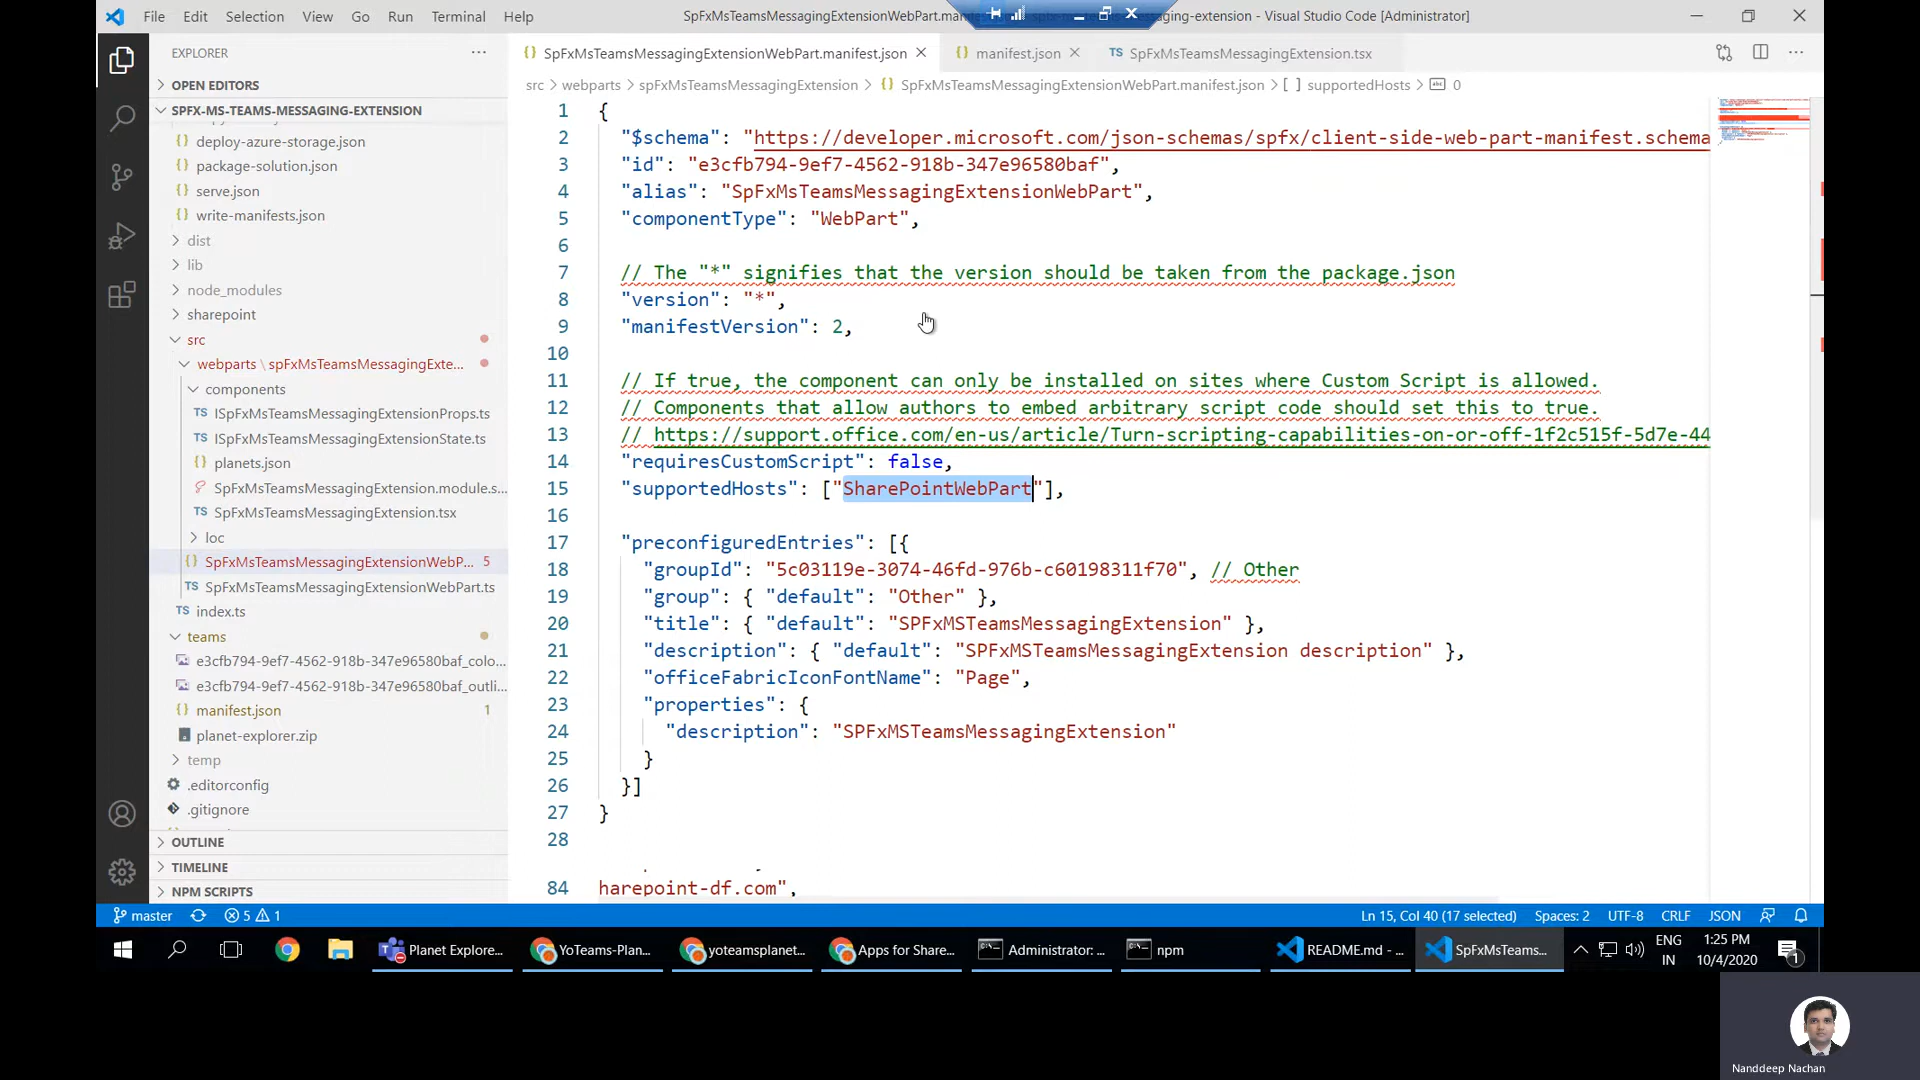 File Edit Selection View Go Run Terminal Help
-messaging-extension - Visual Studio Code [Administrator]
EXPLORER
SpFxMsTeamsMessagingExtensionWebPart.manifest.json
manifest.json
TS SpFxMsTeamsMessagingExtension.tsx
OPEN EDITORS
src > webparts > spFxMsTeamsMessagingExtension > {} SpFxMsTeamsMessagingExtensionWebPart.manifest.json > [ ] supportedHosts > abc 0
SPFX-MS-TEAMS-MESSAGING-EXTENSION
{} deploy-azure-storage.json
{} package-solution.json
{} serve.json
{} write-manifests.json
dist
lib
node_modules
sharepoint
src
webparts \ spFxMsTeamsMessagingExte...
components
TS ISpFxMsTeamsMessagingExtensionProps.ts
TS ISpFxMsTeamsMessagingExtensionState.ts
{} planets.json
SpFxMsTeamsMessagingExtension.module.s...
TS SpFxMsTeamsMessagingExtension.tsx
loc
{} SpFxMsTeamsMessagingExtensionWebP... 5
TS SpFxMsTeamsMessagingExtensionWebPart.ts
TS index.ts
teams
e3cfb794-9ef7-4562-918b-347e96580baf_colo...
e3cfb794-9ef7-4562-918b-347e96580baf_outli...
{} manifest.json 1
planet-explorer.zip
temp
.editorconfig
.gitignore
OUTLINE
TIMELINE
NPM SCRIPTS
1 {
2 "$schema": "https://developer.microsoft.com/json-schemas/spfx/client-side-web-part-manifest.schema
3 "id": "e3cfb794-9ef7-4562-918b-347e96580baf",
4 "alias": "SpFxMsTeamsMessagingExtensionWebPart",
5 "componentType": "WebPart",
6
7 // The "*" signifies that the version should be taken from the package.json
8 "version": "*",
9 "manifestVersion": 2,
10
11 // If true, the component can only be installed on sites where Custom Script is allowed.
12 // Components that allow authors to embed arbitrary script code should set this to true.
13 // https://support.office.com/en-us/article/Turn-scripting-capabilities-on-or-off-1f2c515f-5d7e-44
14 "requiresCustomScript": false,
15 "supportedHosts": ["SharePointWebPart"],
16
17 "preconfiguredEntries": [{
18 "groupId": "5c03119e-3074-46fd-976b-c60198311f70", // Other
19 "group": { "default": "Other" },
20 "title": { "default": "SPFxMSTeamsMessagingExtension" },
21 "description": { "default": "SPFxMSTeamsMessagingExtension description" },
22 "officeFabricIconFontName": "Page",
23 "properties": {
24 "description": "SPFxMSTeamsMessagingExtension"
25 }
26 }]
27 }
28
84 harepoint-df.com",
master 5 1
Ln 15, Col 40 (17 selected) Spaces: 2 UTF-8 CRLF JSON
Planet Explore...
YoTeams-Plan...
yoteamsplanet...
Apps for Share...
Administrator: ...
npm
README.md - ...
SpFxMsTeams...
ENG
IN
1:25 PM
10/4/2020
1
Nanddeep Nachan